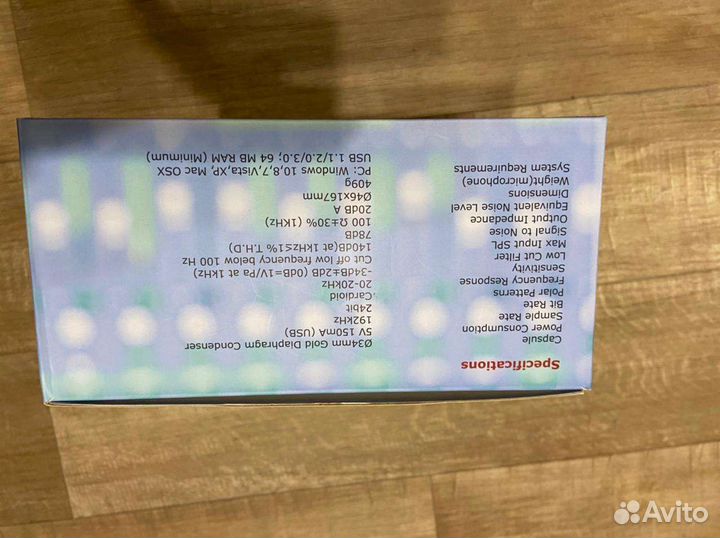 Specifications
Capsule Ø34mm Gold Diaphragm Condenser
Power Consumption 5V 150mA (USB)
Sample Rate 192kHz
Bit Rate 24bit
Polar Patterns Cardioid
Frequency Response 20-20kHz
Sensitivity -34dB±2dB (0dB=1V/Pa at 1kHz)
Low Cut Filter Cut off low frequency below 100 Hz
Max Input SPL 140dB(at 1kHz≤1% T.H.D)
Signal to Noise 78dB
Output Impedance 100 Ω±30% (1KHz)
Equivalent Noise Level 20dB A
Dimensions Ø46x167mm
Weight(microphone) 409g
System Requirements PC: Windows 10,8,7,Vista,XP, Mac OSX
USB 1.1/2.0/3.0; 64 MB RAM (Minimum)
Avito